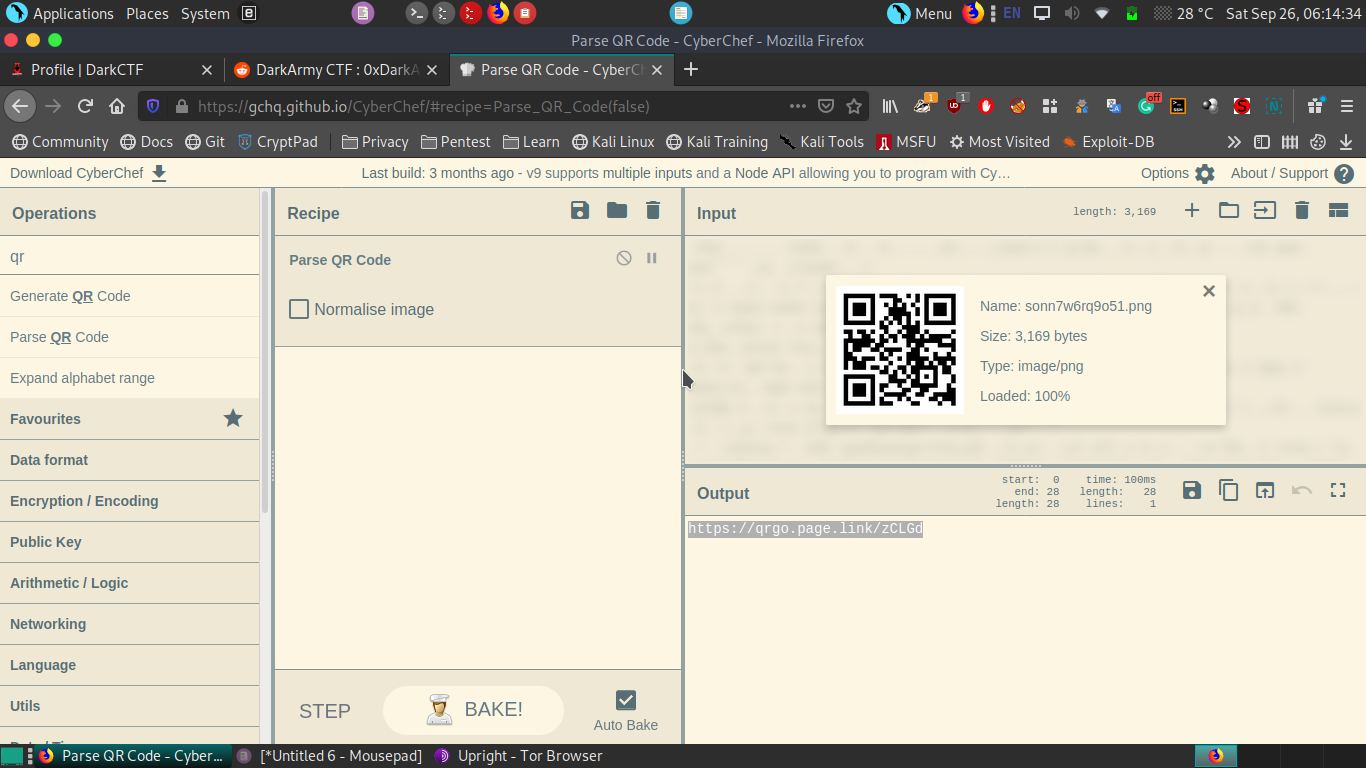 Applications Places System
EN 28 °C Sat Sep 26, 06:14:34
Menu
Parse QR Code - CyberChef - Mozilla Firefox
Profile | DarkCTF
DarkArmy CTF : 0xDarkA
Parse QR Code - CyberCh
https://gchq.github.io/CyberChef/#recipe=Parse_QR_Code(false)
1
1
off
Community Docs Git CryptPad Privacy Pentest Learn Kali Linux Kali Training Kali Tools MSFU Most Visited Exploit-DB
Download CyberChef
Last build: 3 months ago - v9 supports multiple inputs and a Node API allowing you to program with Cy…
Options About / Support
Operations
qr
Generate QR Code
Parse QR Code
Expand alphabet range
Favourites
Data format
Encryption / Encoding
Public Key
Arithmetic / Logic
Networking
Language
Utils
Recipe
Parse QR Code
Normalise image
STEP
BAKE!
Auto Bake
Input
length: 3,169
Name: sonn7w6rq9o51.png
Size: 3,169 bytes
Type: image/png
Loaded: 100%
Output
start: 0 time: 100ms
end: 28 length: 28
length: 28 lines: 1
https://qrgo.page.link/zCLGd
Parse QR Code - Cyber...
[*Untitled 6 - Mousepad]
Upright - Tor Browser